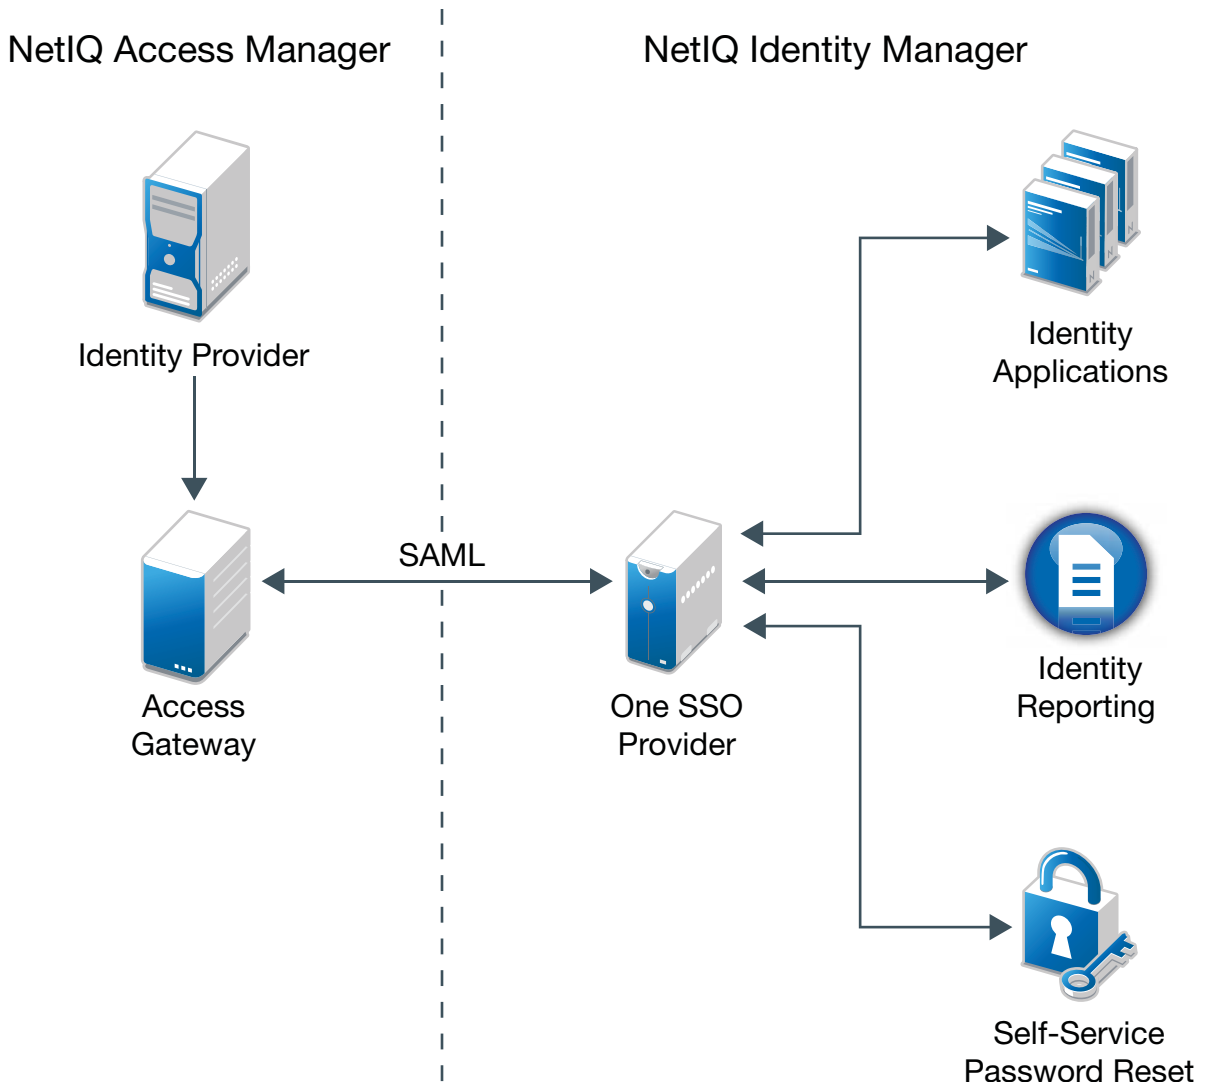 NetIQ Access Manager
NetIQ Identity Manager
Identity Provider
Identity
Applications
SAML
Access
Gateway
One SSO
Provider
Identity
Reporting
Self-Service
Password Reset